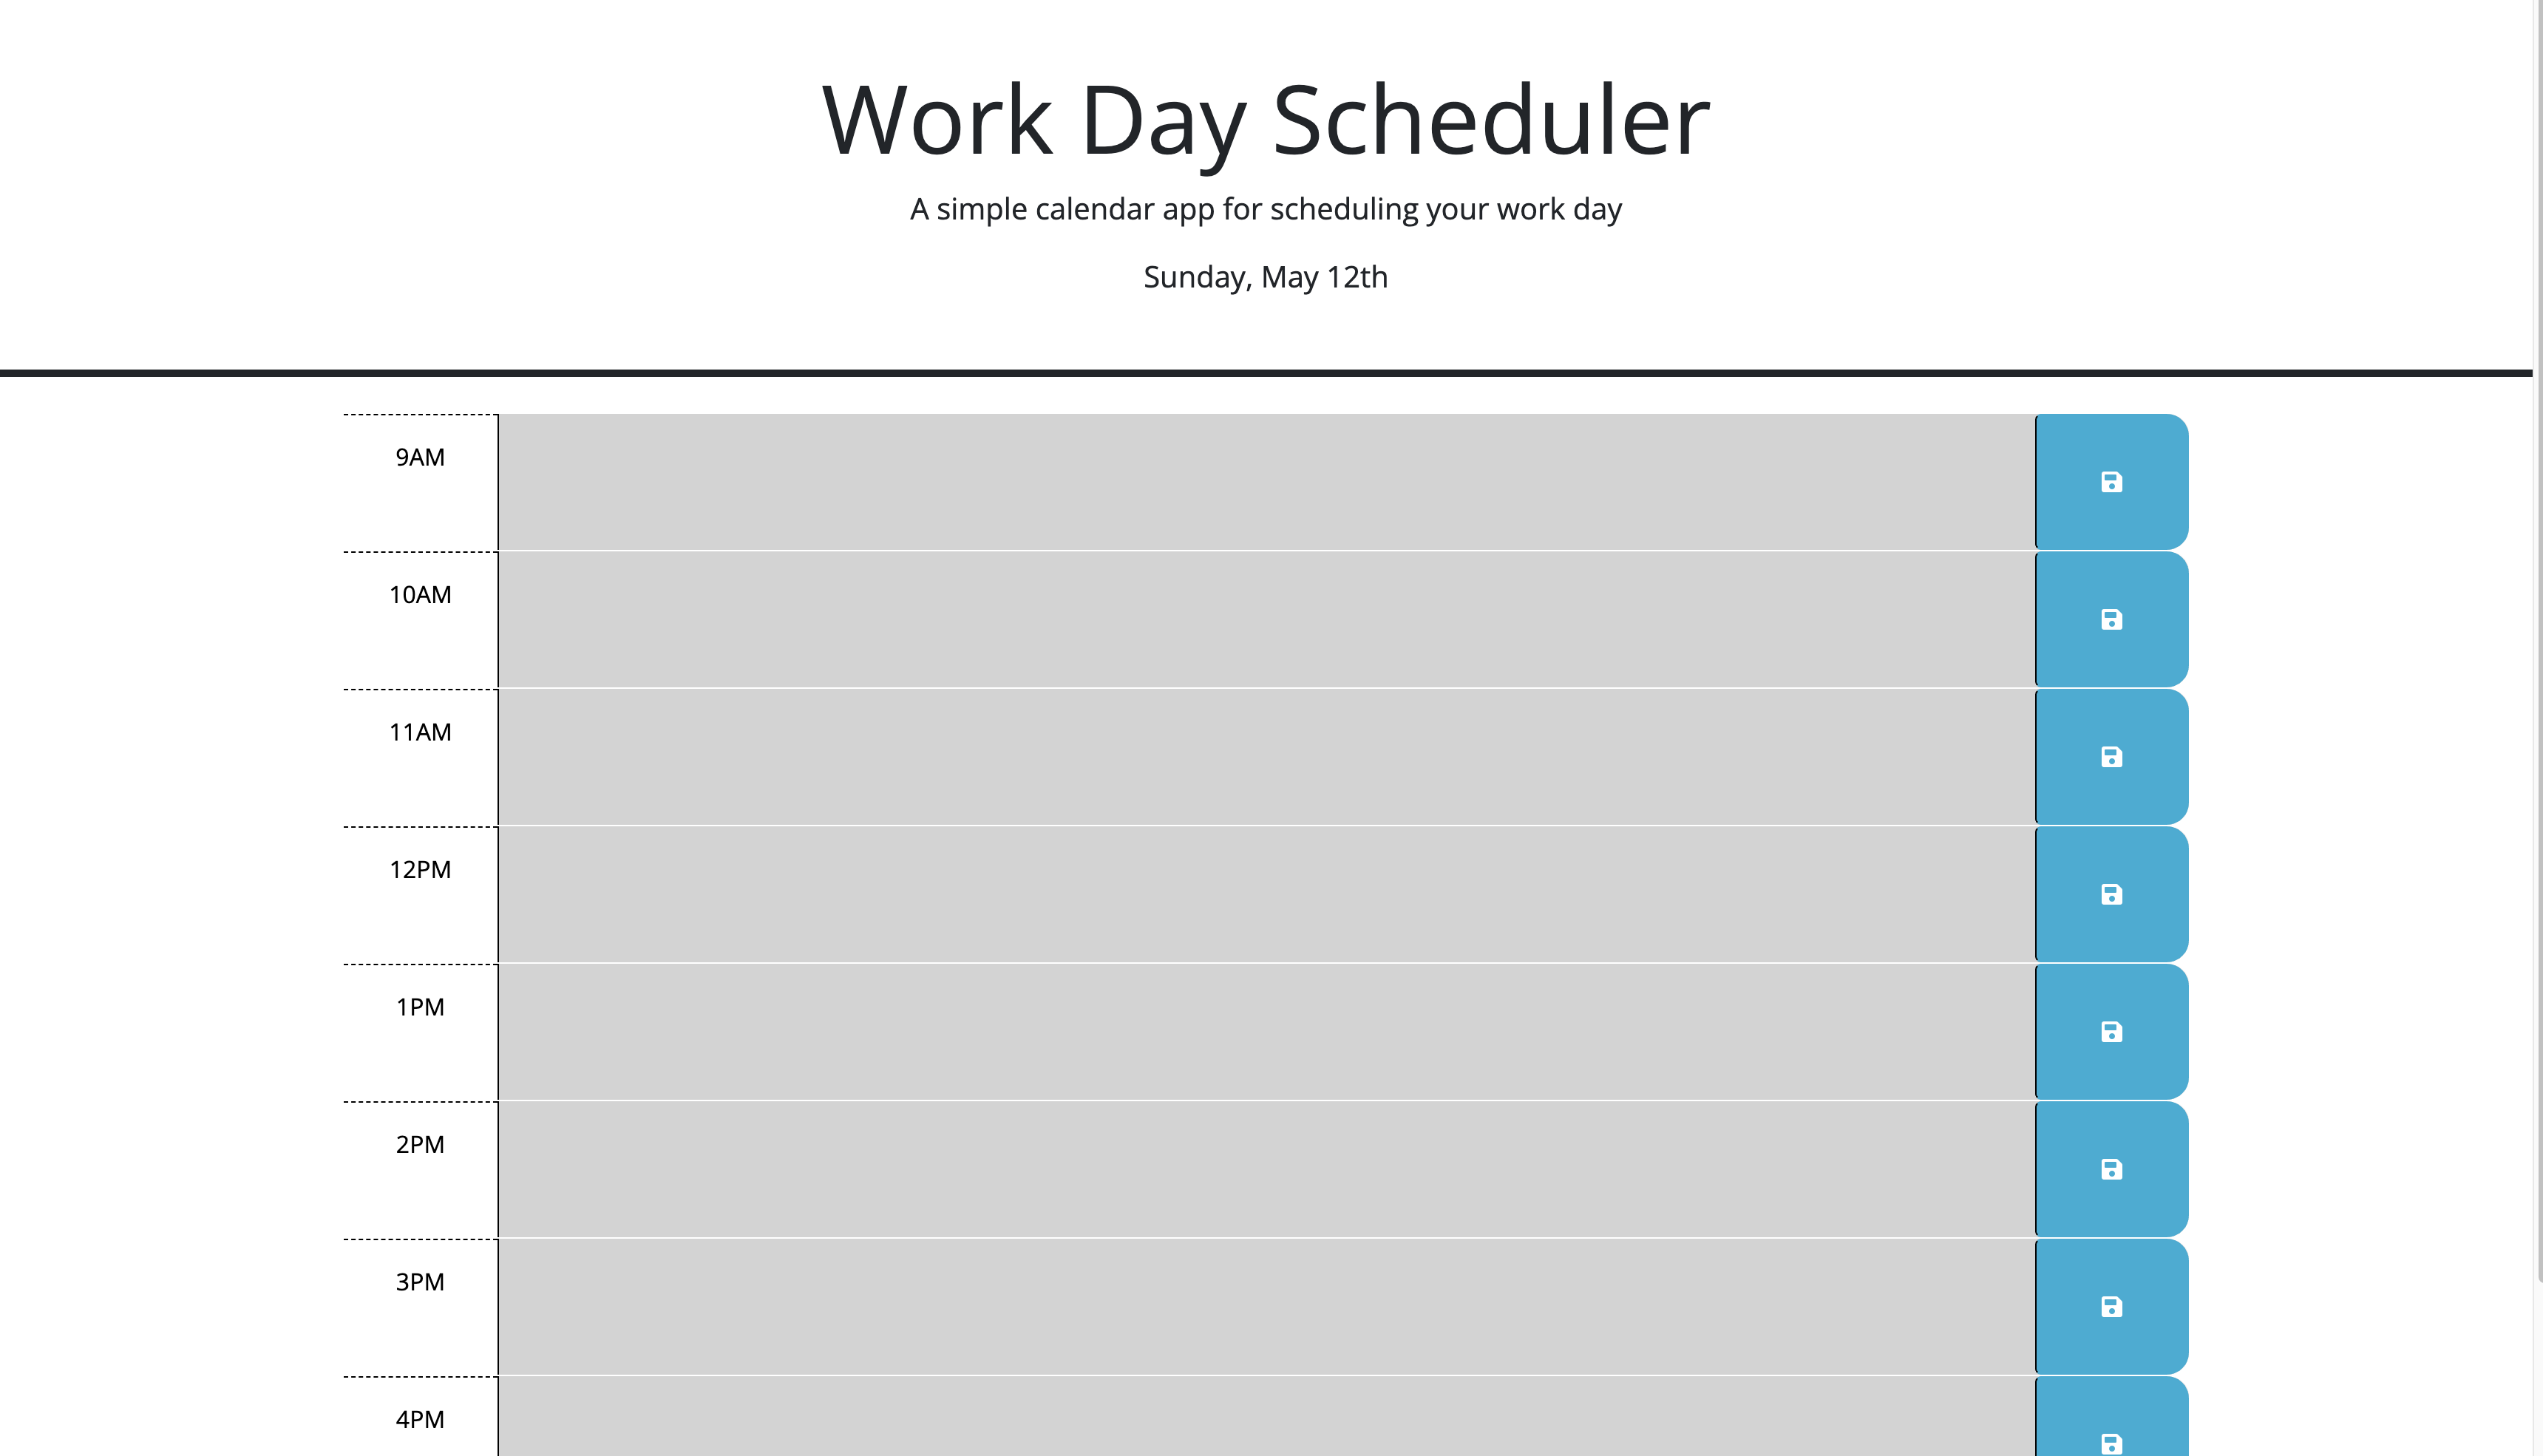 Work Day Scheduler
A simple calendar app for scheduling your work day
Sunday, May 12th
9AM
10AM
11AM
12PM
1PM
2PM
3PM
4PM